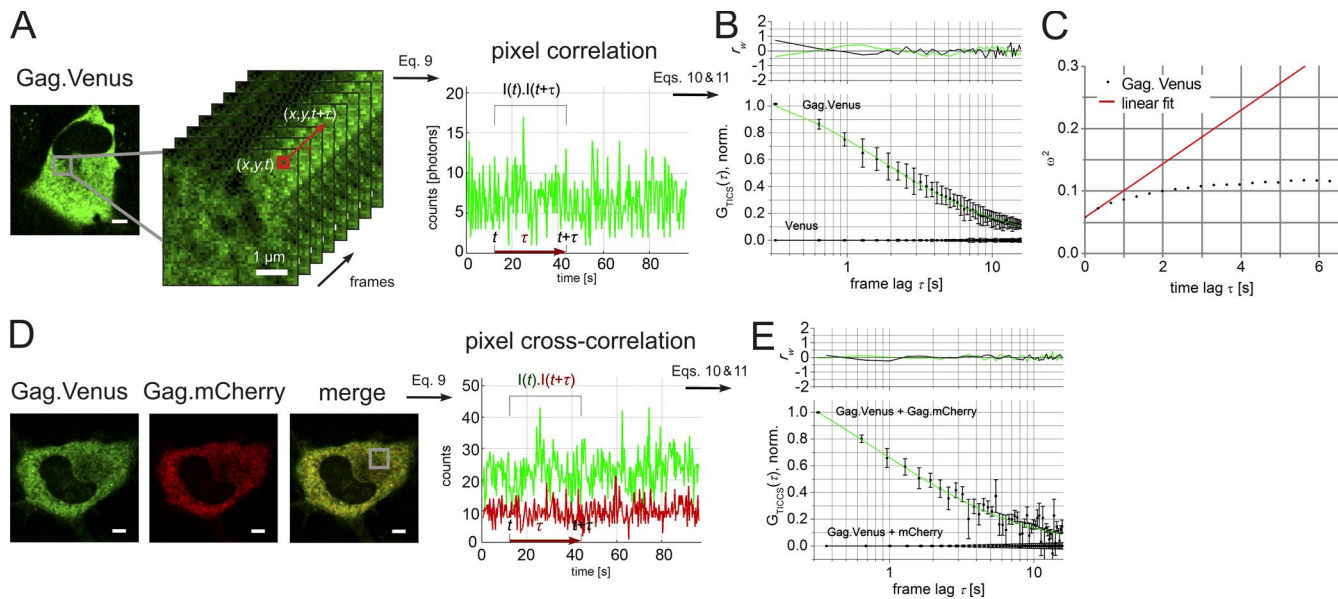 A
Gag.Venus
(x,y,t+τ)
(x,y,t)
1 µm
frames
Eq. 9
pixel correlation
I(t).I(t+τ)
counts [photons]
20
15
10
5
0
t
τ
t+τ
0 20 40 60 80
time [s]
Eqs. 10 & 11
B
r_w
2
1
0
-1
-2
Gag.Venus
G_TICS(τ), norm.
1.0
0.8
0.6
0.4
0.2
0.0
Venus
1 10
frame lag τ [s]
C
0.3
0.2
0.1
0.0
ω²
Gag. Venus
linear fit
0 2 4 6
time lag τ [s]
D
Gag.Venus
Gag.mCherry
merge
Eq. 9
pixel cross-correlation
I(t).I(t+τ)
counts
50
40
30
20
10
0
t
τ
t+τ
0 20 40 60 80
time [s]
Eqs. 10 & 11
E
r_w
2
1
0
-1
-2
Gag.Venus + Gag.mCherry
G_TICCS(τ), norm.
1.0
0.8
0.6
0.4
0.2
0.0
Gag.Venus + mCherry
1 10
frame lag τ [s]